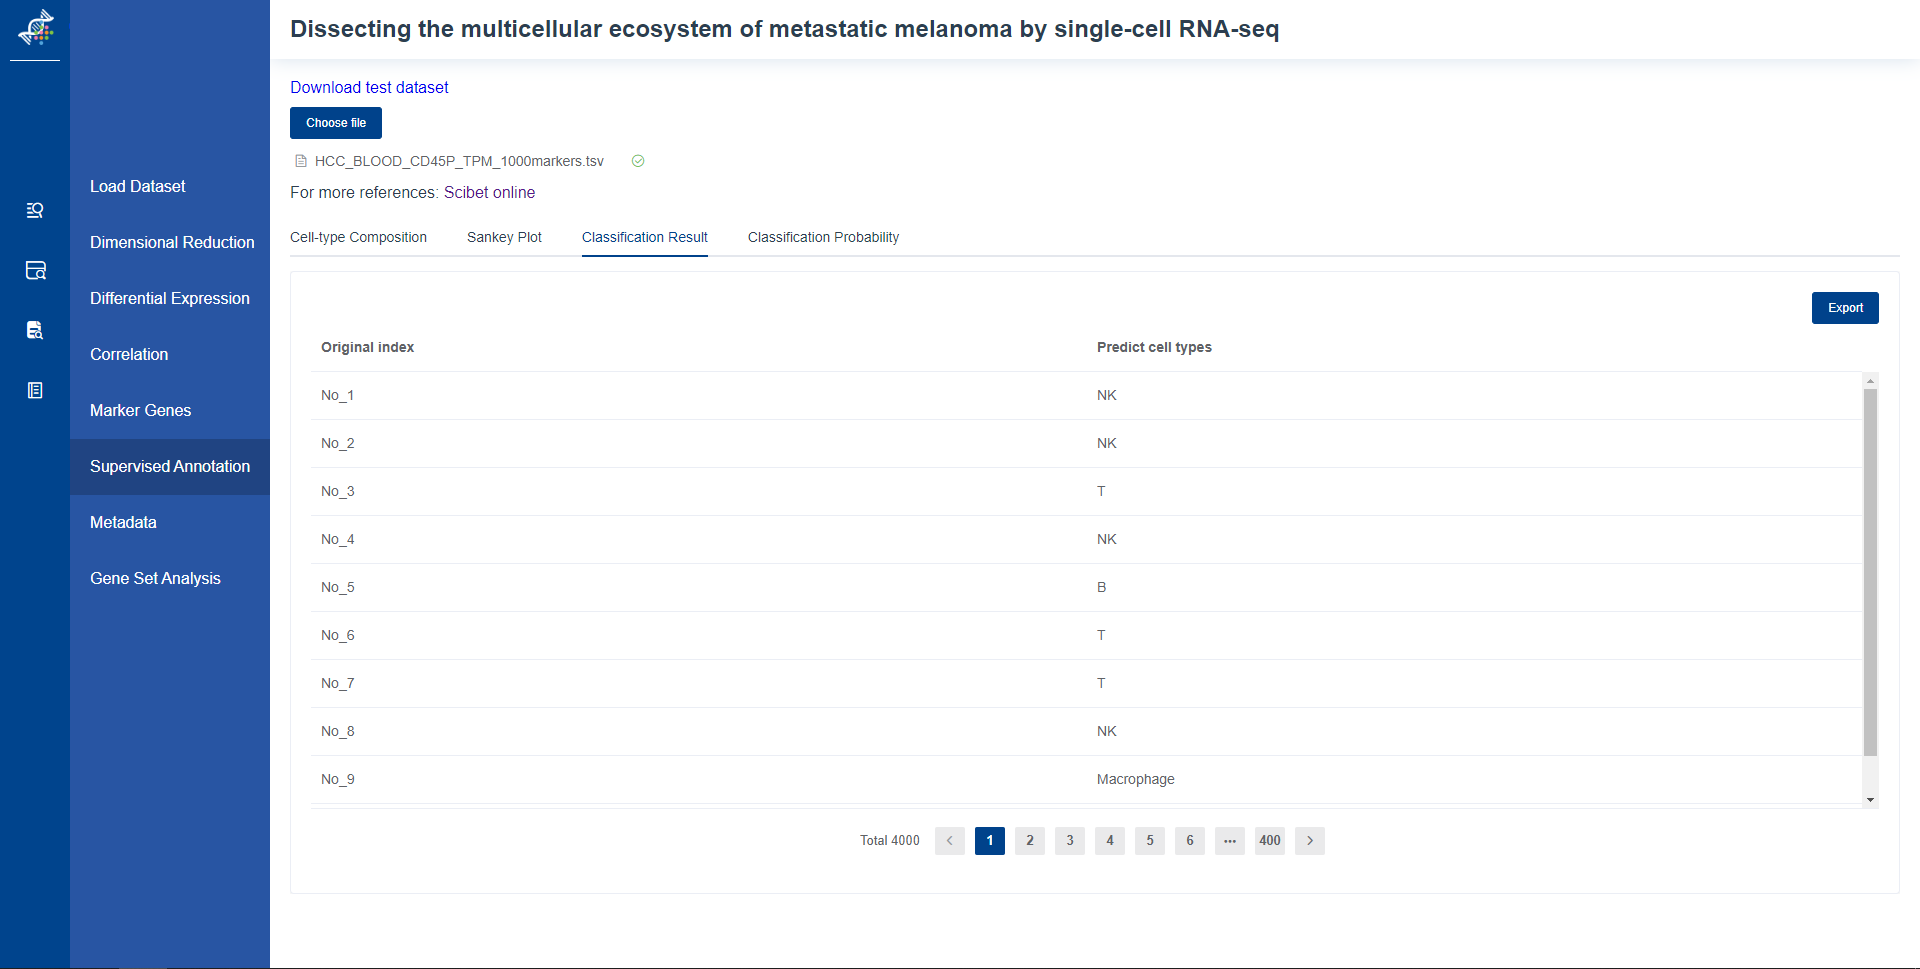 Dissecting the multicellular ecosystem of metastatic melanoma by single-cell RNA-seq
Load Dataset
Dimensional Reduction
Differential Expression
Correlation
Marker Genes
Supervised Annotation
Metadata
Gene Set Analysis
Download test dataset
Choose file
HCC_BLOOD_CD45P_TPM_1000markers.tsv
For more references: Scibet online
Cell-type Composition Sankey Plot Classification Result Classification Probability
Export
Original index Predict cell types
No_1 NK
No_2 NK
No_3 T
No_4 NK
No_5 B
No_6 T
No_7 T
No_8 NK
No_9 Macrophage
Total 4000 < 1 2 3 4 5 6 ••• 400 >